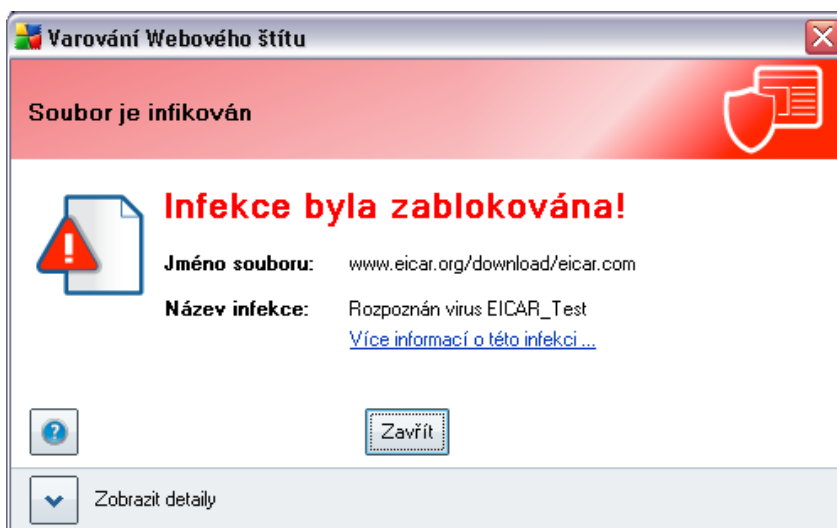 Varování Webového štítu
Soubor je infikován
Infekce byla zablokována!
Jméno souboru: www.eicar.org/download/eicar.com
Název infekce: Rozpoznán virus EICAR_Test
Více informací o této infekci ...
Zavřít
Zobrazit detaily